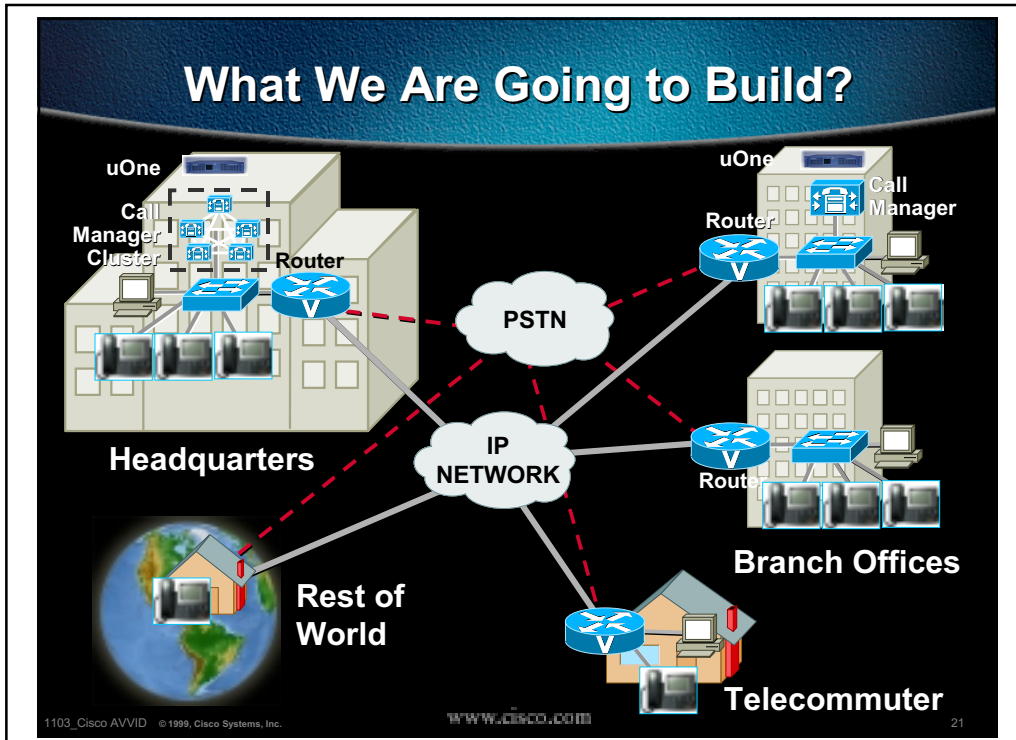 What We Are Going to Build?
uOne
Call
Manager
Cluster
Router
V
Headquarters
PSTN
IP
NETWORK
uOne
Call
Manager
Router
V
Router
V
Branch Offices
Rest of
World
V
Telecommuter
1103_Cisco AVVID © 1999, Cisco Systems, Inc.
www.cisco.com
21